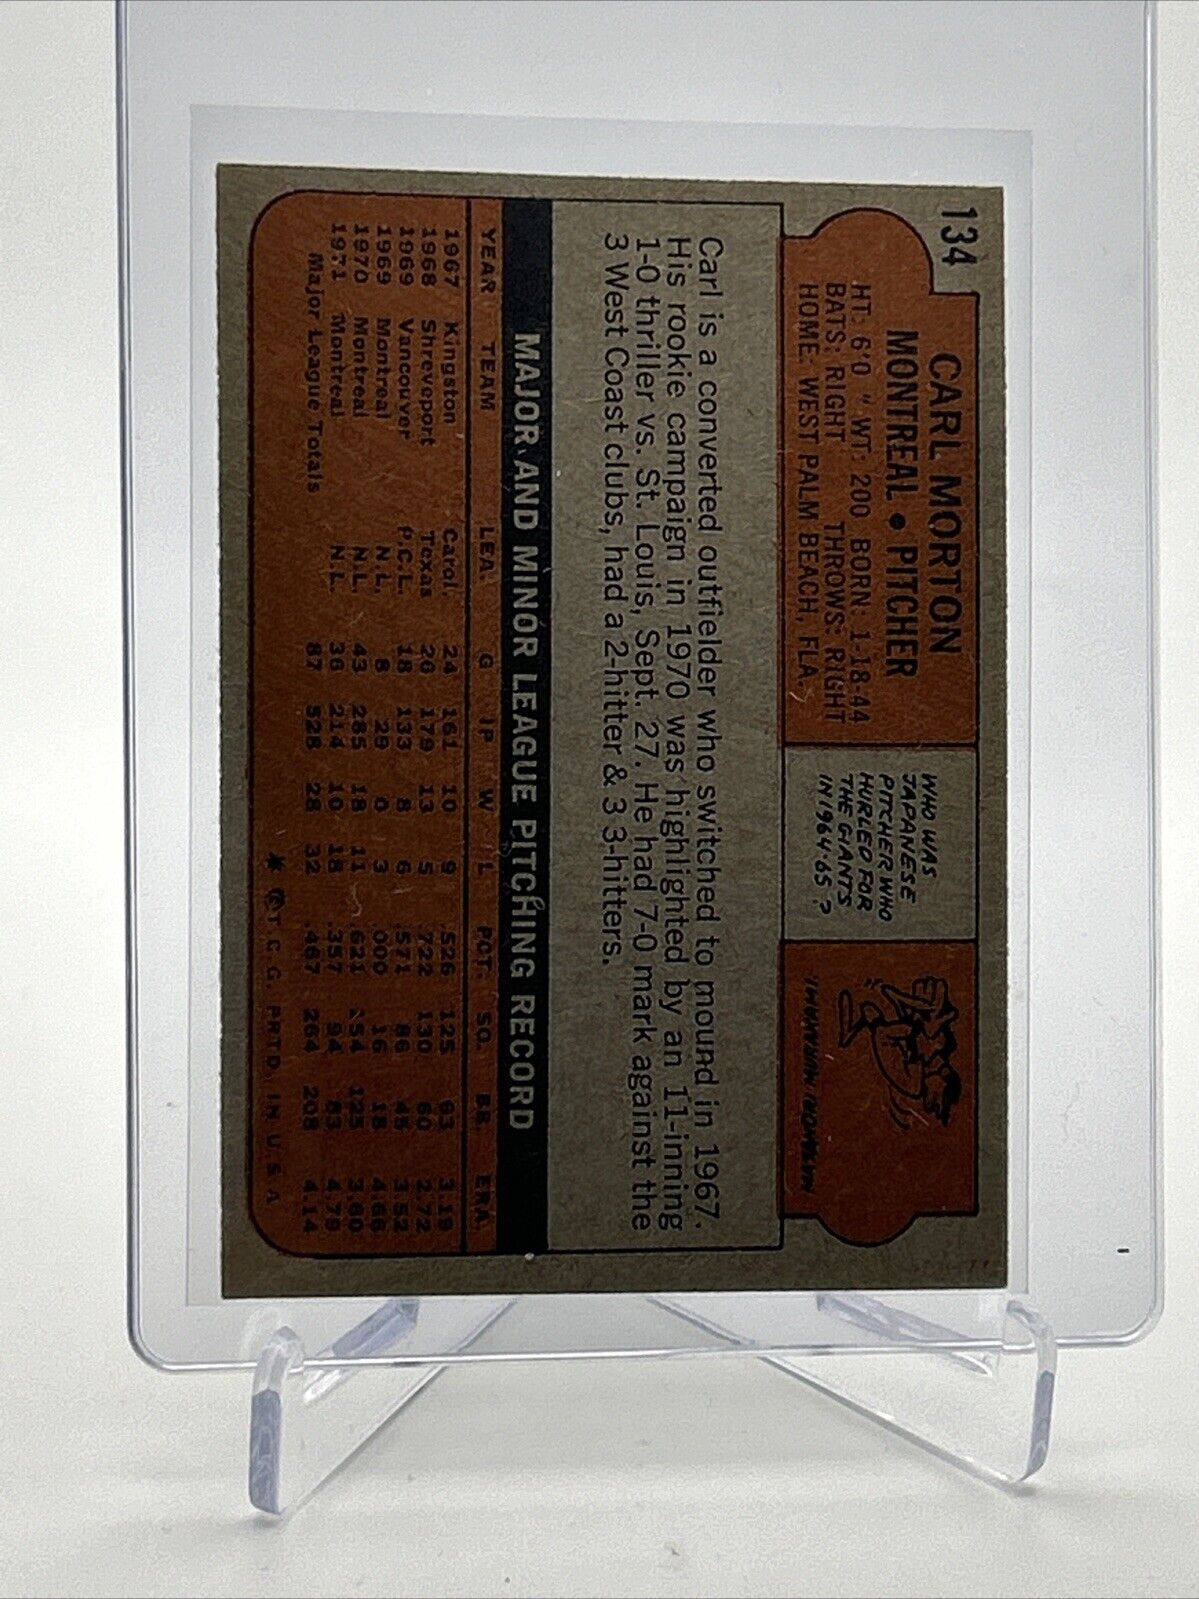 134
CARL MORTON
MONTREAL • PITCHER
HT: 6'0 " WT: 200 BORN: 1-18-44
BATS: RIGHT THROWS: RIGHT
HOME: WEST PALM BEACH, FLA.
WHO WAS
JAPANESE
PITCHER WHO
HURLED FOR
THE GIANTS
IN 1964 65?
MASANORI MURAKAMI
Carl is a converted outfielder who switched to mound in 1967.
His rookie campaign in 1970 was highlighted by an 11-inning
1-0 thriller vs. St. Louis, Sept. 27. He had 7-0 mark against the
3 West Coast clubs, had a 2-hitter & 3 3-hitters.
MAJOR AND MINOR LEAGUE PITCHING RECORD
YEAR TEAM LEA. G IP W L PCT. SO. BB. ERA.
1967 Kingston Carol. 24 161 10 9 .526 125 63 3.19
1968 Shreveport Texas 26 179 13 5 .722 130 60 2.72
1969 Vancouver P.C.L. 18 133 8 6 .571 86 45 3.52
1969 Montreal N.L. 8 29 0 3 .000 16 18 4.66
1970 Montreal N.L. 43 285 18 11 .621 154 125 3.60
1971 Montreal N.L. 36 214 10 18 .357 94 83 4.79
Major League Totals 87 528 28 32 .467 264 208 4.14
* © T. C. G. PRTD. IN U. S. A